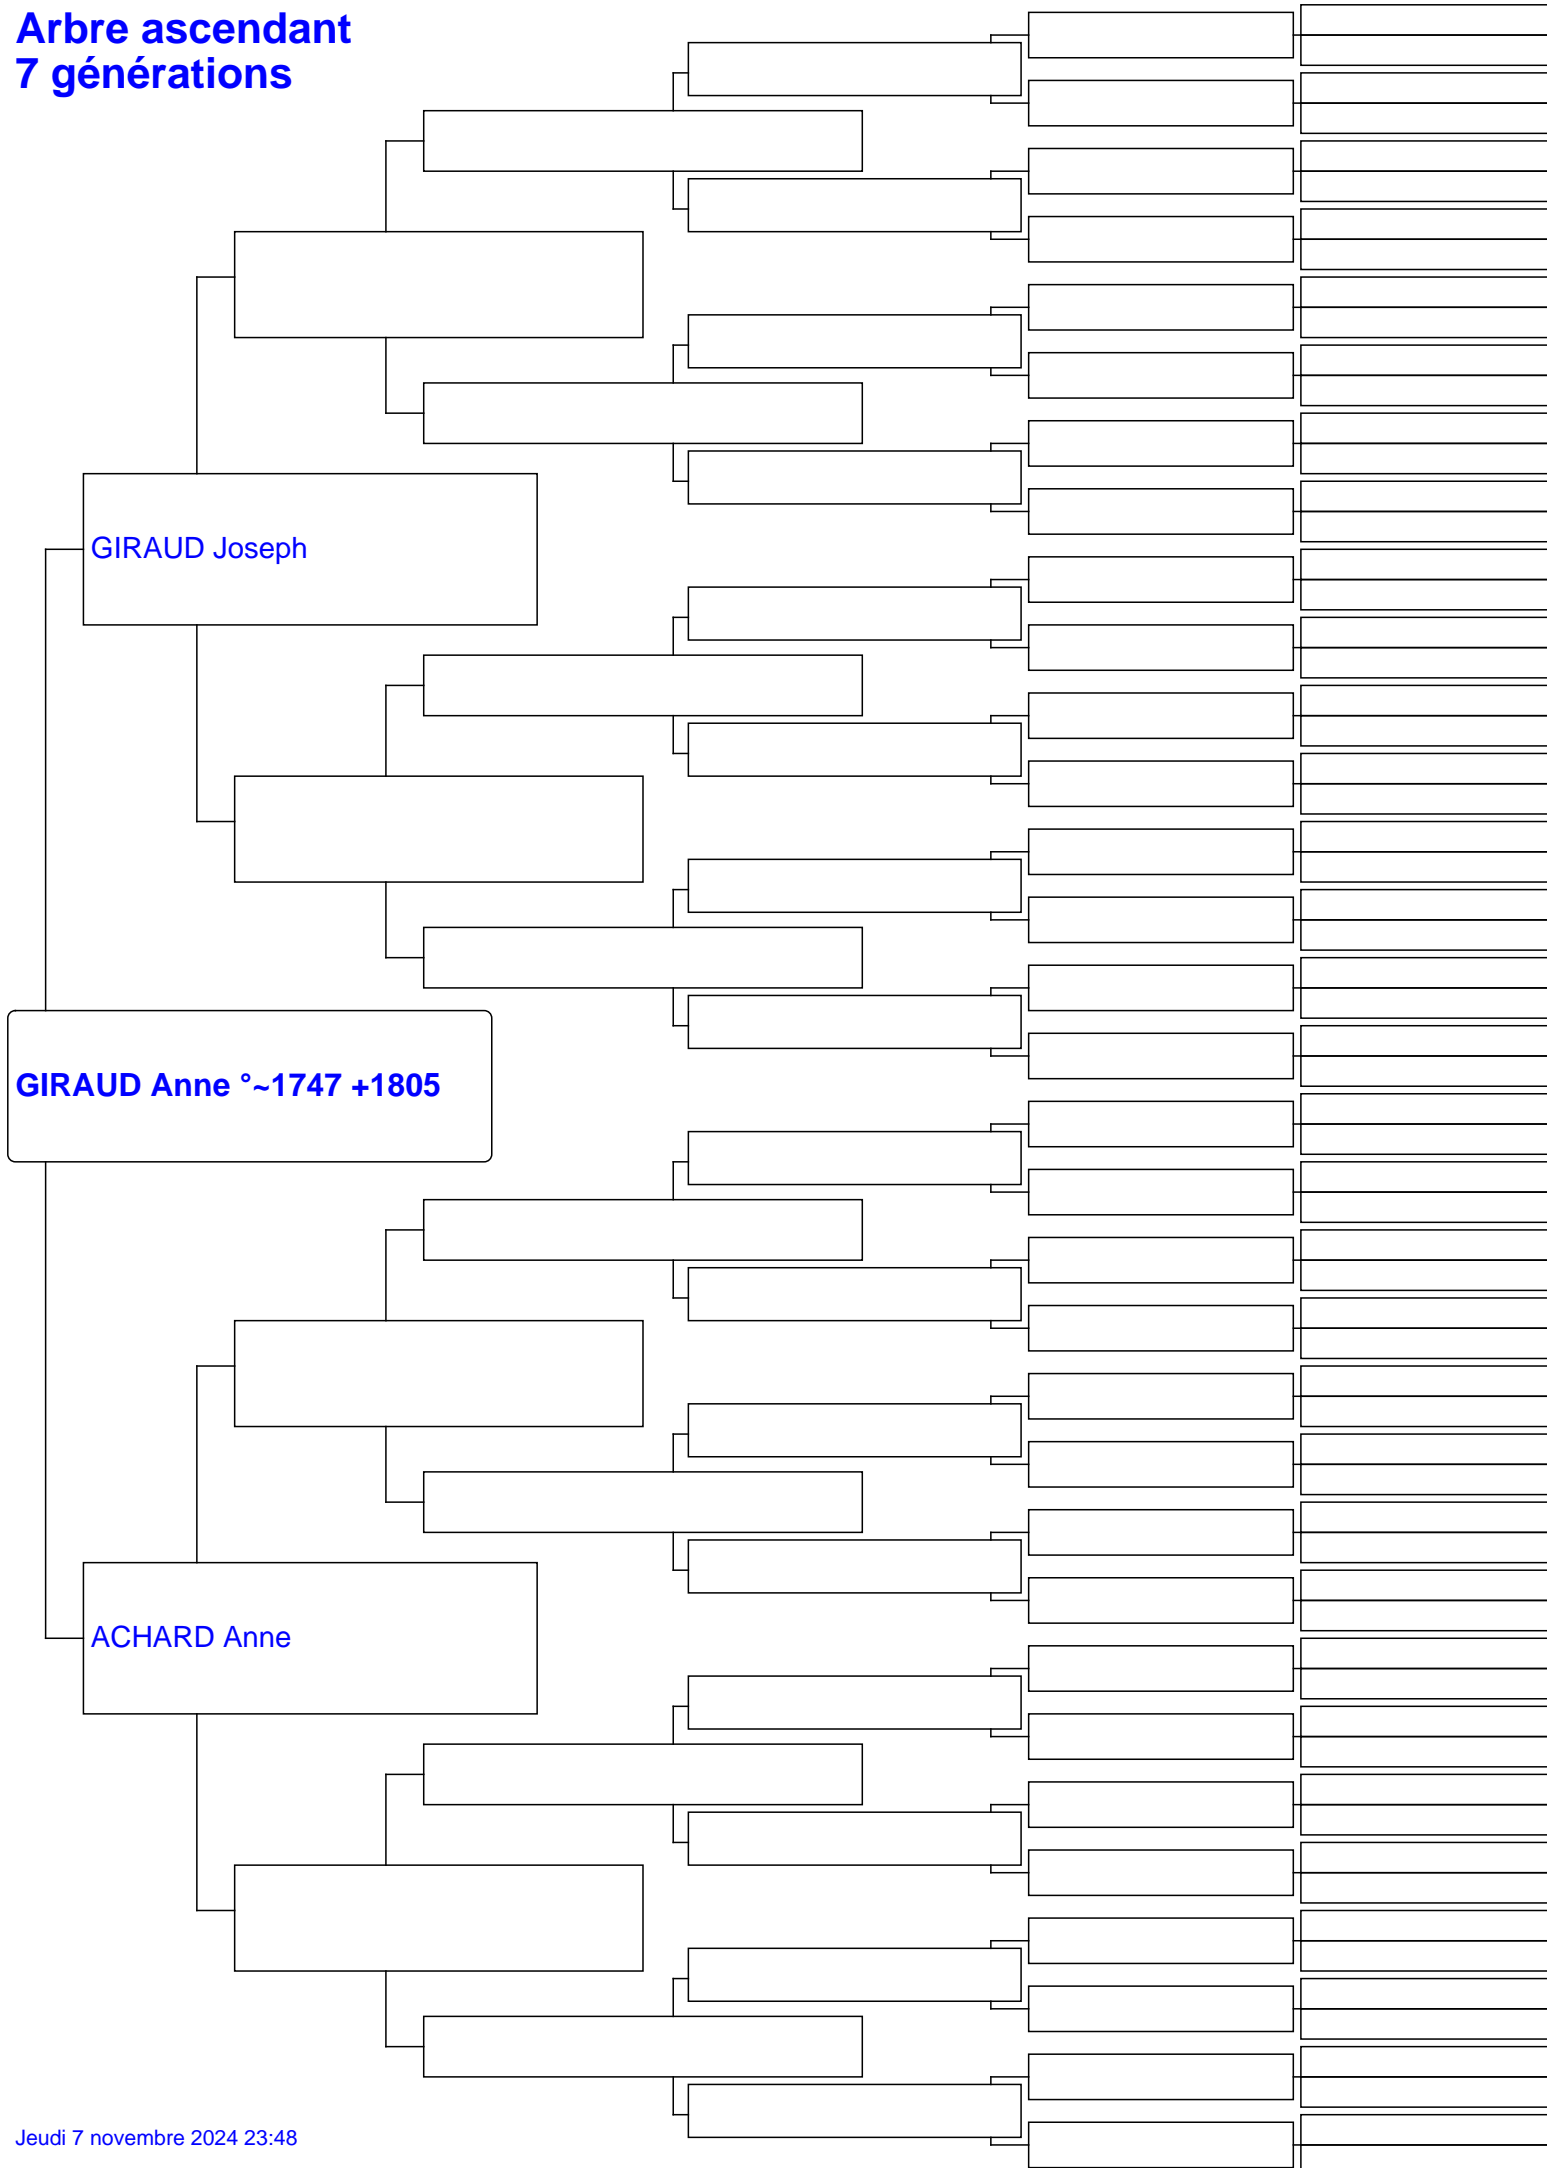 Arbre ascendant
7 générations
GIRAUD Joseph
GIRAUD Anne °~1747 +1805
ACHARD Anne
Jeudi 7 novembre 2024 23:48